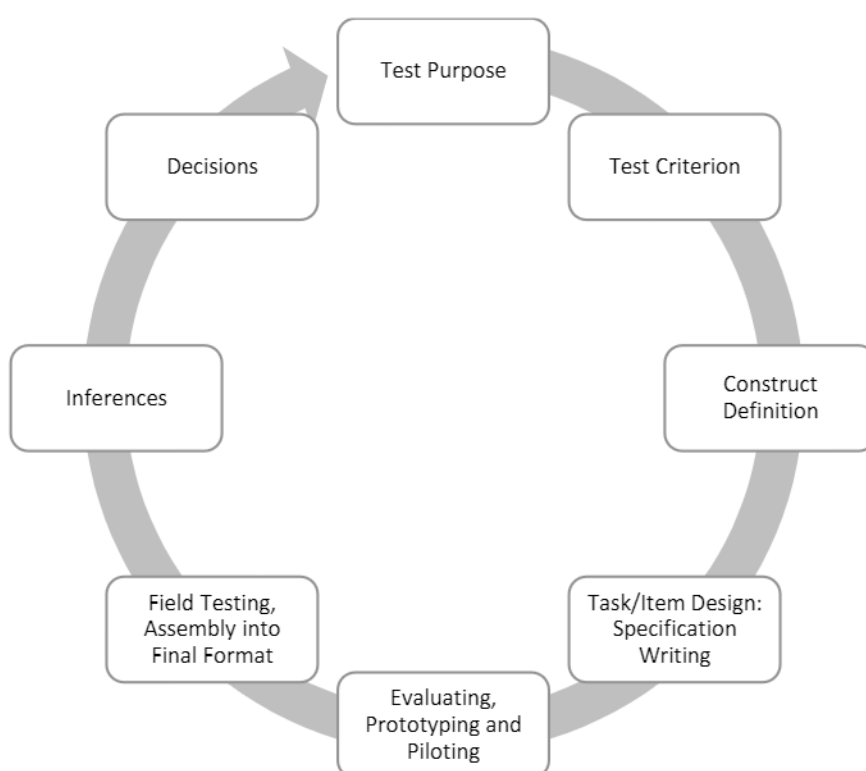 Test Purpose
Test Criterion
Construct
Definition
Task/Item Design:
Specification
Writing
Evaluating,
Prototyping and
Piloting
Field Testing,
Assembly into
Final Format
Inferences
Decisions